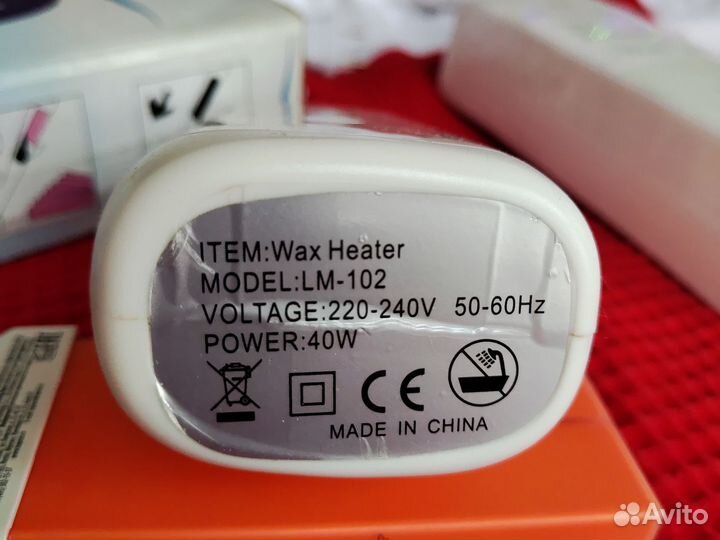 ITEM:Wax Heater
MODEL:LM-102
VOLTAGE:220-240V 50-60Hz
POWER:40W
CE
MADE IN CHINA
Avito